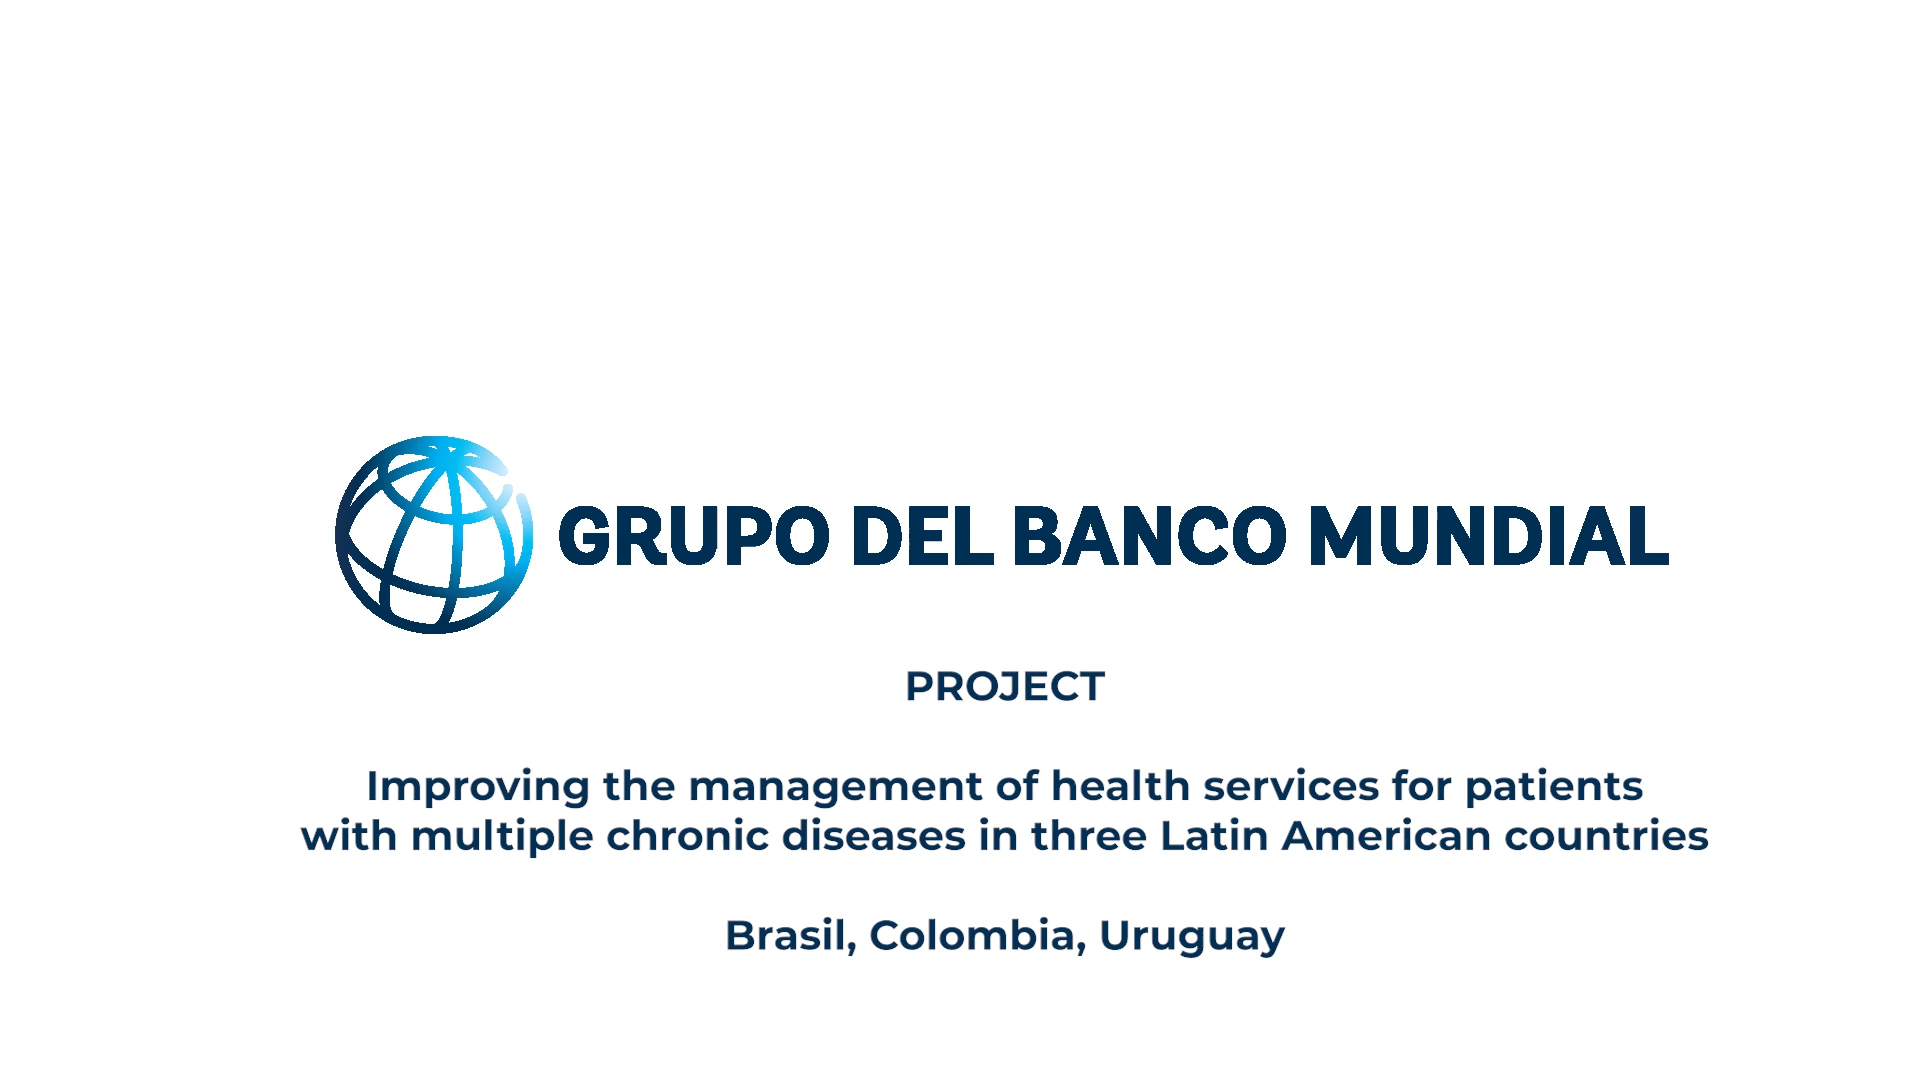 GRUPO DEL BANCO MUNDIAL
PROJECT
Improving the management of health services for patients
with multiple chronic diseases in three Latin American countries
Brasil, Colombia, Uruguay